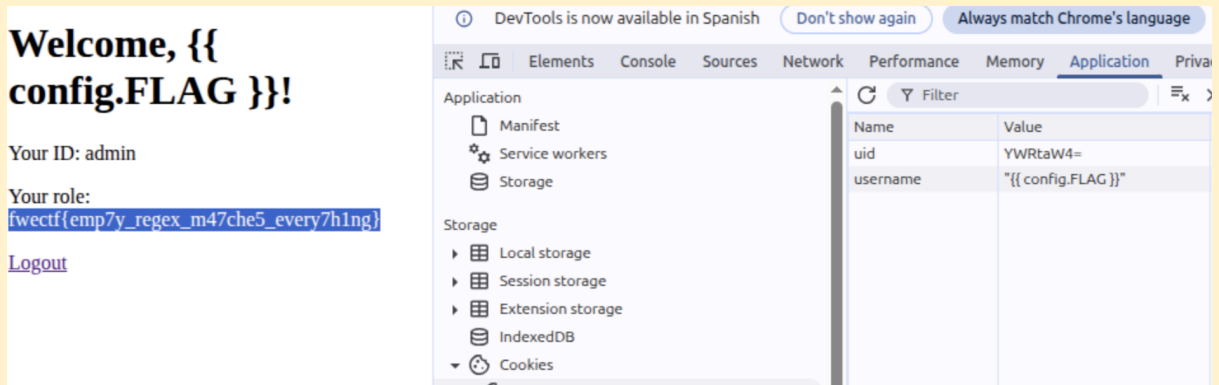 Welcome, {{
config.FLAG }}!
Your ID: admin
Your role:
fwectf{emp7y_regex_m47che5_every7h1ng}
Logout
DevTools is now available in Spanish
Don't show again
Always match Chrome's language
Elements Console Sources Network Performance Memory Application Priva
Application
Manifest
Service workers
Storage
Storage
Local storage
Session storage
Extension storage
IndexedDB
Cookies
Filter
Name Value
uid YWRtaW4=
username "{{ config.FLAG }}"